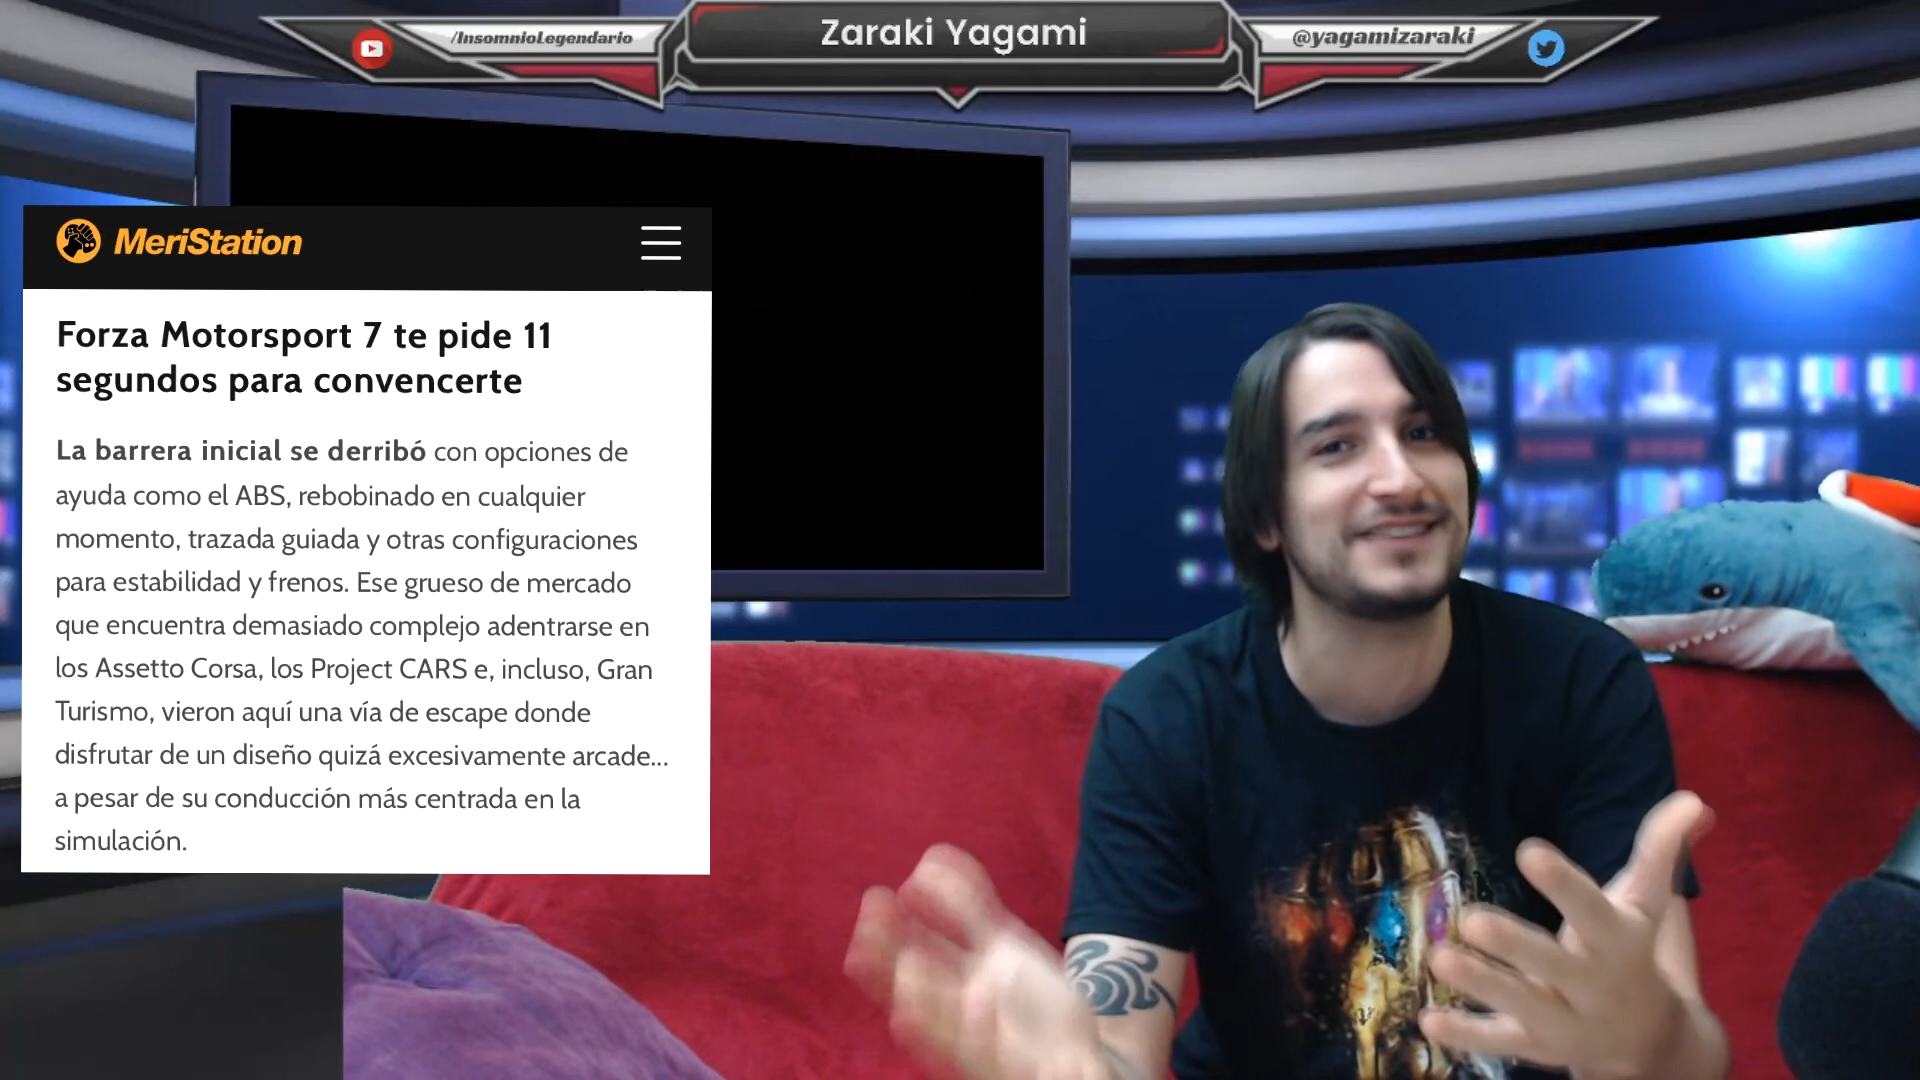 /InsomnioLegendario
Zaraki Yagami
@yagamizaraki
MeriStation
Forza Motorsport 7 te pide 11
segundos para convencerte
La barrera inicial se derribó con opciones de
ayuda como el ABS, rebobinado en cualquier
momento, trazada guiada y otras configuraciones
para estabilidad y frenos. Ese grueso de mercado
que encuentra demasiado complejo adentrarse en
los Assetto Corsa, los Project CARS e, incluso, Gran
Turismo, vieron aquí una vía de escape donde
disfrutar de un diseño quizá excesivamente arcade...
a pesar de su conducción más centrada en la
simulación.